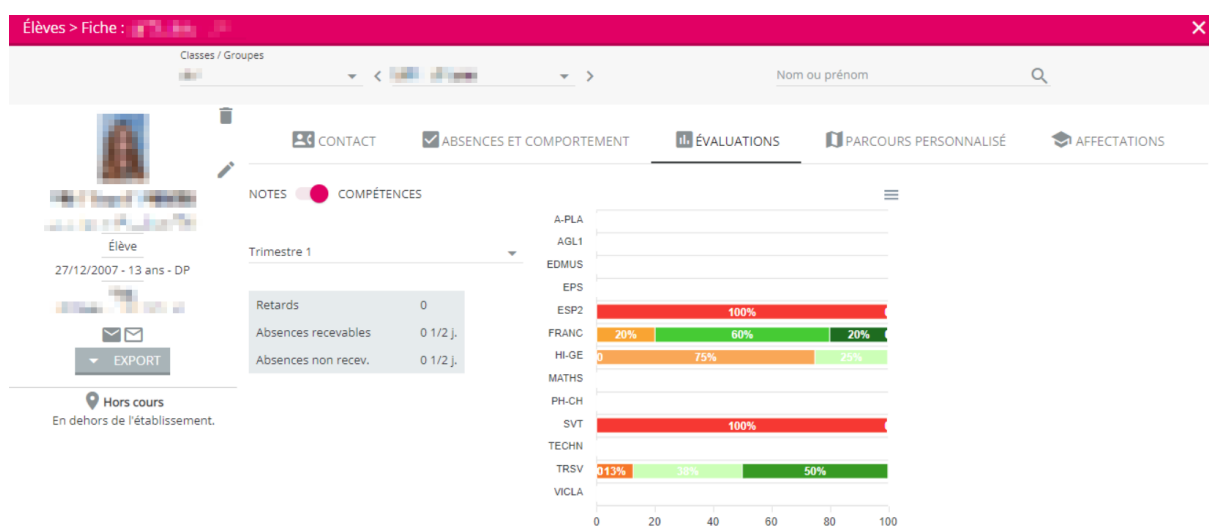 Élèves > Fiche :
Classes / Groupes
Nom ou prénom
CONTACT
ABSENCES ET COMPORTEMENT
ÉVALUATIONS
PARCOURS PERSONNALISÉ
AFFECTATIONS
Élève
27/12/2007 - 13 ans - DP
EXPORT
Hors cours
En dehors de l'établissement.
NOTES COMPÉTENCES
Trimestre 1
Retards 0
Absences recevables 0 1/2 j.
Absences non recev. 0 1/2 j.
A-PLA
AGL1
EDMUS
EPS
ESP2 100%
FRANC 20% 60% 20%
HI-GE 0 75% 25%
MATHS
PH-CH
SVT 100%
TECHN
TRSV 0 13% 38% 50%
VICLA
0 20 40 60 80 100